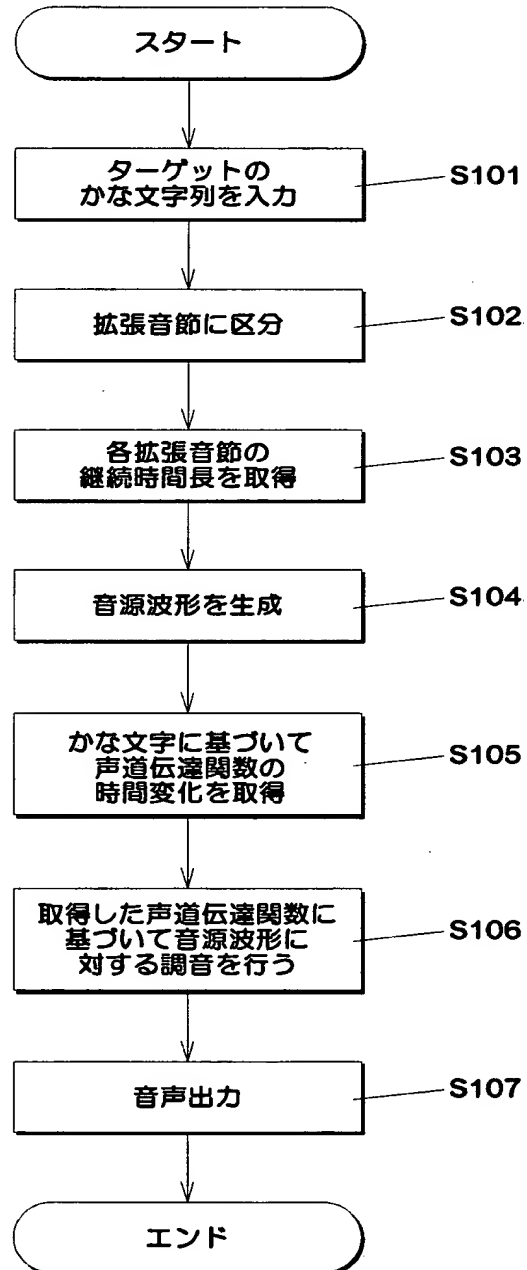 スタート
ターゲットの
かな文字列を入力
S101
拡張音節に区分
S102
各拡張音節の
継続時間長を取得
S103
音源波形を生成
S104
かな文字に基づいて
声道伝達関数の
時間変化を取得
S105
取得した声道伝達関数に
基づいて音源波形に
対する調音を行う
S106
音声出力
S107
エンド